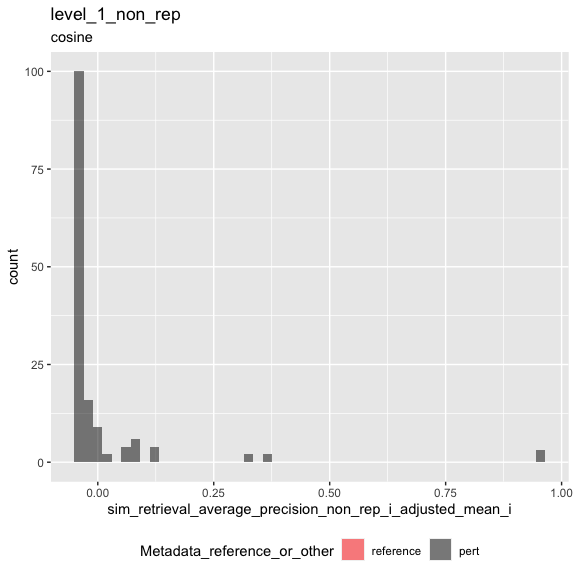 level_1_non_rep
cosine
100
75
50
25
0
count
0.00 0.25 0.50 0.75 1.00
sim_retrieval_average_precision_non_rep_i_adjusted_mean_i
Metadata_reference_or_other reference pert